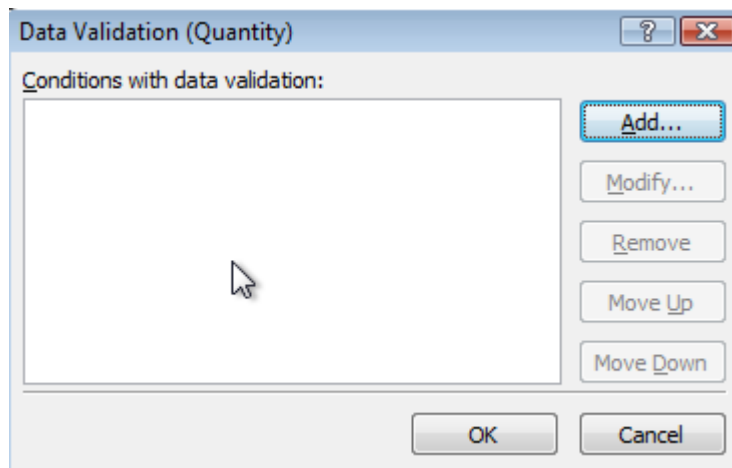 Data Validation (Quantity)
?
Conditions with data validation:
Add...
Modify...
Remove
Move Up
Move Down
OK
Cancel